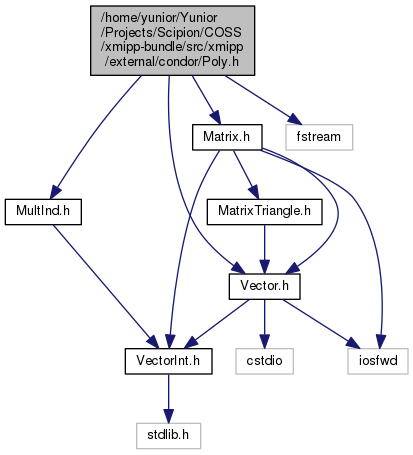 /home/yunior/Yunior
/Projects/Scipion/COSS
/xmipp-bundle/src/xmipp
/external/condor/Poly.h
Matrix.h
fstream
MultInd.h
MatrixTriangle.h
Vector.h
VectorInt.h
cstdio
iosfwd
stdlib.h